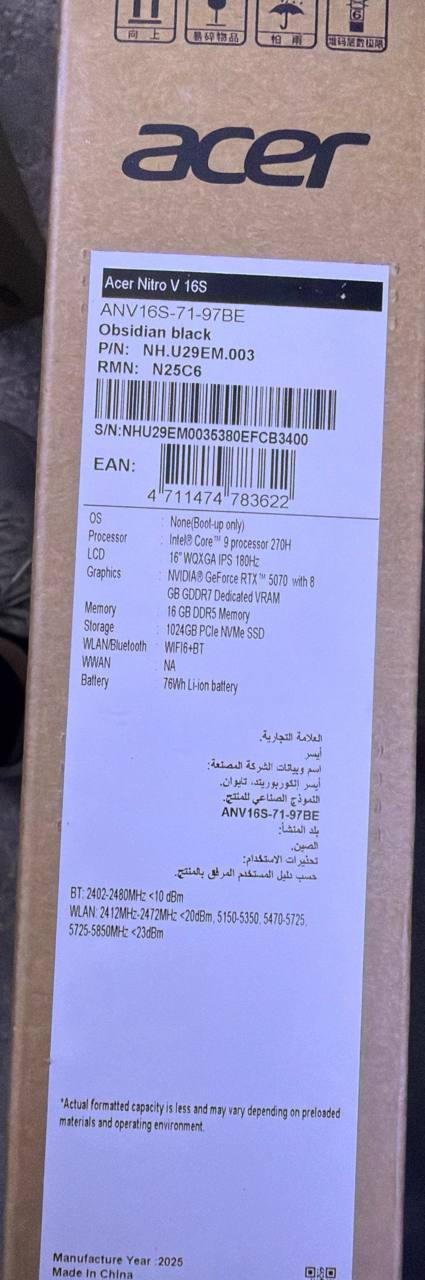 向上
易碎物品
怕雨
6
堆码层数极限
acer
Acer Nitro V 16S
ANV16S-71-97BE
Obsidian black
P/N: NH.U29EM.003
RMN: N25C6
S/N:NHU29EM0035380EFCB3400
EAN:
4 711474 783622
OS : None(Boot-up only)
Processor : Intel® Core™ 9 processor 270H
LCD : 16" WQXGA IPS 180Hz
Graphics : NVIDIA® GeForce RTX™ 5070 with 8
GB GDDR7 Dedicated VRAM
Memory : 16 GB DDR5 Memory
Storage : 1024GB PCIe NVMe SSD
WLAN/Bluetooth : WIFI6+BT
WWAN : NA
Battery : 76Wh Li-ion battery
العلامة التجارية.
أيسر
اسم وبيانات الشركة المصنعة:
أيسر إنكوربوريتد، تايوان.
النموذج الصناعي للمنتج.
ANV16S-71-97BE
بلد المنشأ:
الصين.
تحذيرات الاستخدام:
حسب دليل المستخدم المرفق بالمنتج.
BT: 2402-2480MHz <10 dBm
WLAN: 2412MHz-2472MHz <20dBm, 5150-5350, 5470-5725,
5725-5850MHz <23dBm
*Actual formatted capacity is less and may vary depending on preloaded
materials and operating environment.
Manufacture Year :2025
Made in China